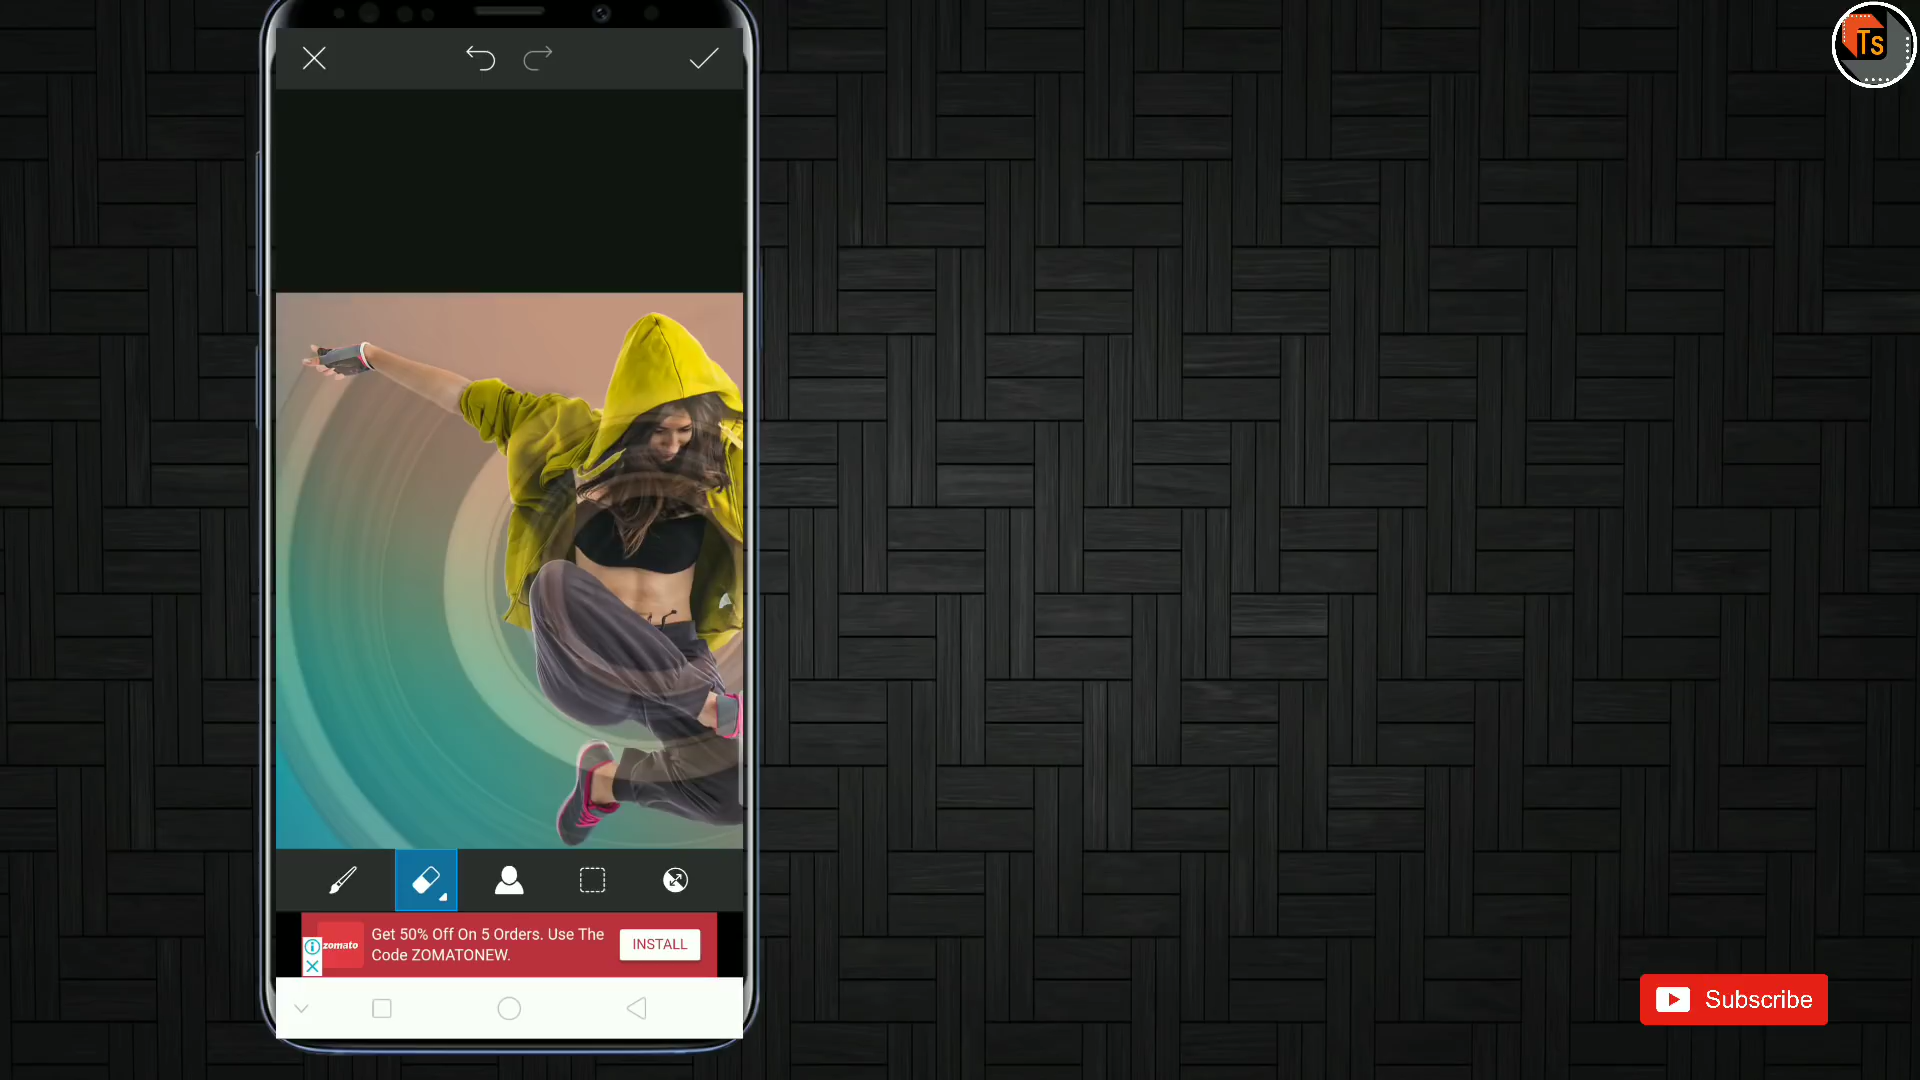 Ts
zomato
Get 50% Off On 5 Orders. Use The
Code ZOMATONEW.
INSTALL
Subscribe